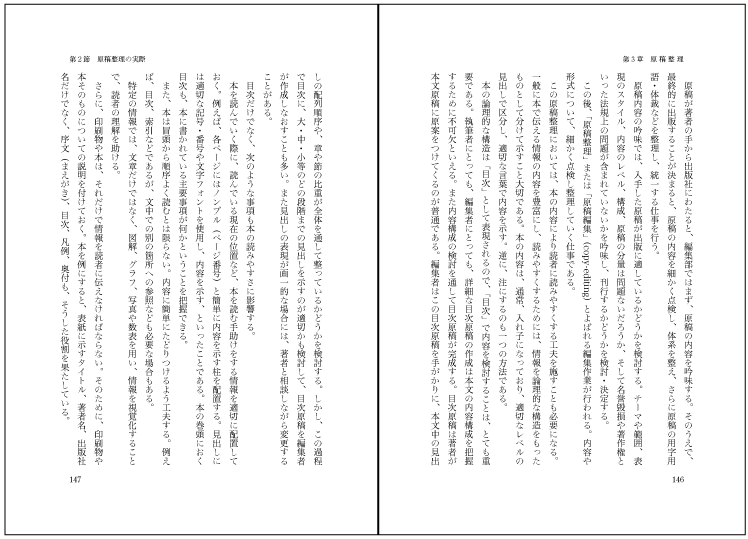 第3章　原稿整理
原稿が著者の手から出版社にわたると、編集部ではまず、原稿の内容を吟味する。そのうえで、
最終的に出版することが決まると、原稿の内容を細かく点検し、体系を整え、さらに原稿の用字用
語・体裁などを整理し、統一する仕事を行う。
原稿内容の吟味では、入手した原稿が出版に適しているかどうかを検討する。テーマや範囲、表
現のスタイル、内容のレベル、構成、原稿の分量は問題ないだろうか、そして名誉毀損や著作権と
いった法規上の問題が含まれていないかを吟味し、刊行するかどうかを検討・決定する。
この後、「原稿整理」または「原稿編集」（copy-editing）とよばれる編集作業が行われる。内容や
形式について、細かく点検し整理していく仕事である。
この原稿整理においては、本の内容により読者に読みやすくする工夫を施すことも必要になる。
一般に本で伝える情報の内容を豊富にし、読みやすくするためには、情報を論理的な構造をもった
ものとして分けて示すこと大切である。本の内容は、通常、入れ子になっており、適切なレベルの
見出しで区分し、適切な言葉で内容を示す。逆に、注にするのも一つの方法である。
本の論理的な構造は「目次」として表現されるので、「目次」で内容を検討することは、とても重
要である。執筆者にとっても、編集者にとっても、詳細な目次原稿の作成は本文の内容構成を把握
するために不可欠といえる。また内容構成の検討を通して目次原稿が完成する。目次原稿は著者が
本文原稿に原案をつけてくるのが普通である。編集者はこの目次原稿を手がかりに、本文中の見出
146
第2節　原稿整理の実際
しの配列順序や、章や節の比重が全体を通して整っているかどうかを検討する。しかし、この過程
で目次に、大・中・小等のどの段階までの見出しを示すのが適切かも検討して、目次原稿を編集者
が作成しなおすことも多い。また見出しの表現が画一的な場合には、著者と相談しながら変更する
ことがある。
目次だけでなく、次のような事項も本の読みやすさに影響する。
本を読んでいく際に、読んでいる現在の位置など、本を読む手助けをする情報を適切に配置して
おく。例えば、各ページにはノンブル（ページ番号）と簡単に内容を示す柱を配置する。見出しに
は適切な記号・番号や文字フォントを使用し、内容を示す、といったことである。本の巻頭におく
目次も、本に書かれている主要事項が何かということを把握できる。
また、本は冒頭から順序よく読むとは限らない。内容に簡単にたどりつけるよう工夫する。例え
ば、目次、索引などであるが、文中での別の箇所への参照なども必要な場合もある。
特定の情報では、文章だけではなく、図解、グラフ、写真や数表を用い、情報を視覚化すること
で、読者の理解を助ける。
さらに、印刷物や本は、それだけで情報を読者に伝えなければならない。そのために、印刷物や
本そのものについての説明を付けておく。本を例にすると、表紙に示すタイトル、著者名、出版社
名だけでなく、序文（まえがき）、目次、凡例、奥付も、そうした役割を果たしている。
147